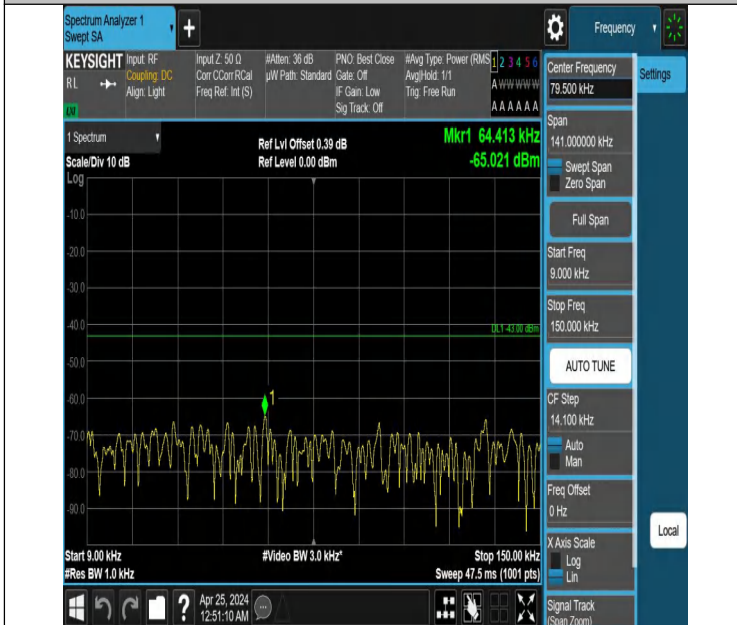 Spectrum Analyzer 1
Swept SA
+
Frequency
KEYSIGHT
RL
Input: RF
Coupling: DC
Align: Light
Input Z: 50 Ω
Corr CCorr RCal
Freq Ref: Int (S)
#Atten: 36 dB
µW Path: Standard
PNO: Best Close
Gate: Off
IF Gain: Low
Sig Track: Off
#Avg Type: Power (RMS
Avg|Hold: 1/1
Trig: Free Run
1 2 3 4 5 6
A W W W W W
A A A A A A
1 Spectrum
Scale/Div 10 dB
Log
Ref Lvl Offset 0.39 dB
Ref Level 0.00 dBm
Mkr1 64.413 kHz
-65.021 dBm
-10.0
-20.0
-30.0
-40.0
DL1 -43.00 dBm
-50.0
-60.0
1
-70.0
-80.0
-90.0
Start 9.00 kHz
#Res BW 1.0 kHz
#Video BW 3.0 kHz*
Stop 150.00 kHz
Sweep 47.5 ms (1001 pts)
Center Frequency
79.500 kHz
Settings
Span
141.000000 kHz
Swept Span
Zero Span
Full Span
Start Freq
9.000 kHz
Stop Freq
150.000 kHz
AUTO TUNE
CF Step
14.100 kHz
Auto
Man
Freq Offset
0 Hz
X Axis Scale
Log
Lin
Local
Signal Track
(Span Zoom)
?
Apr 25, 2024
12:51:10 AM